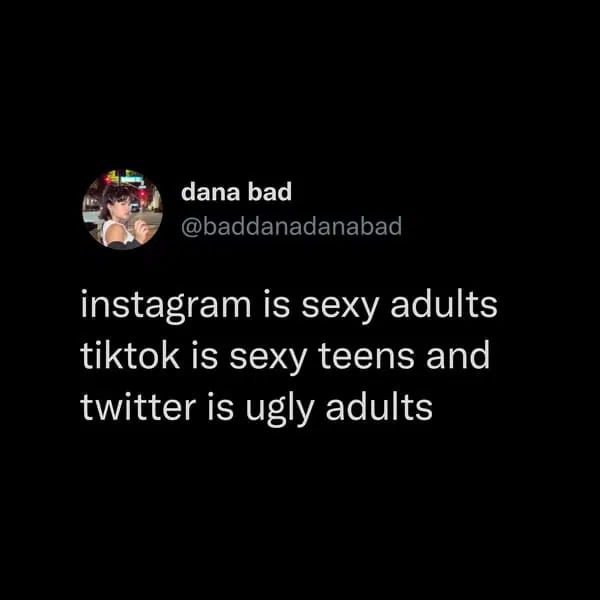 dana bad
@baddanadanabad
instagram is sexy adults
tiktok is sexy teens and
twitter is ugly adults